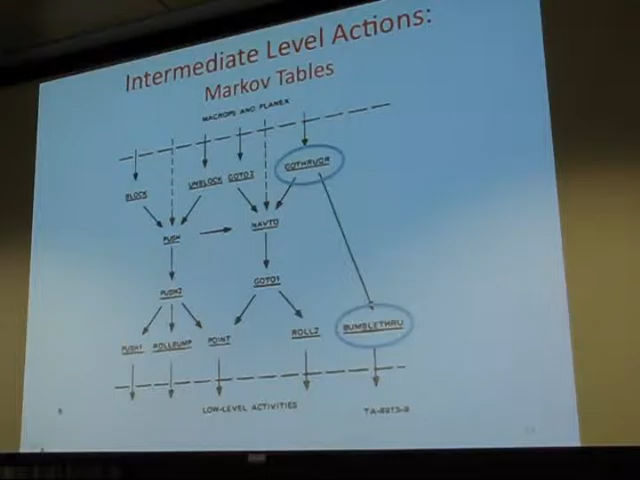 Intermediate Level Actions:
Markov Tables
MACROPS AND PLANEX
BLOCK
UNBLOCK
GOTO2
GOTHRUDR
PUSH
NAVTO
PUSH2
GOTO1
PUSH1
ROLLBUMP
POINT
ROLL2
BUMBLETHRU
LOW-LEVEL ACTIVITIES